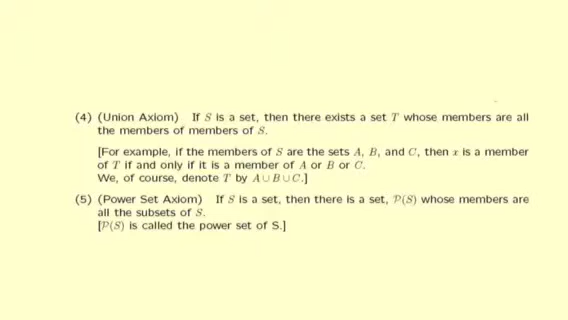 (4) (Union Axiom) If S is a set, then there exists a set T whose members are all
the members of members of S.
[For example, if the members of S are the sets A, B, and C, then x is a member
of T if and only if it is a member of A or B or C.
We, of course, denote T by A ∪ B ∪ C.]
(5) (Power Set Axiom) If S is a set, then there is a set, 𝒫(S) whose members are
all the subsets of S.
[𝒫(S) is called the power set of S.]